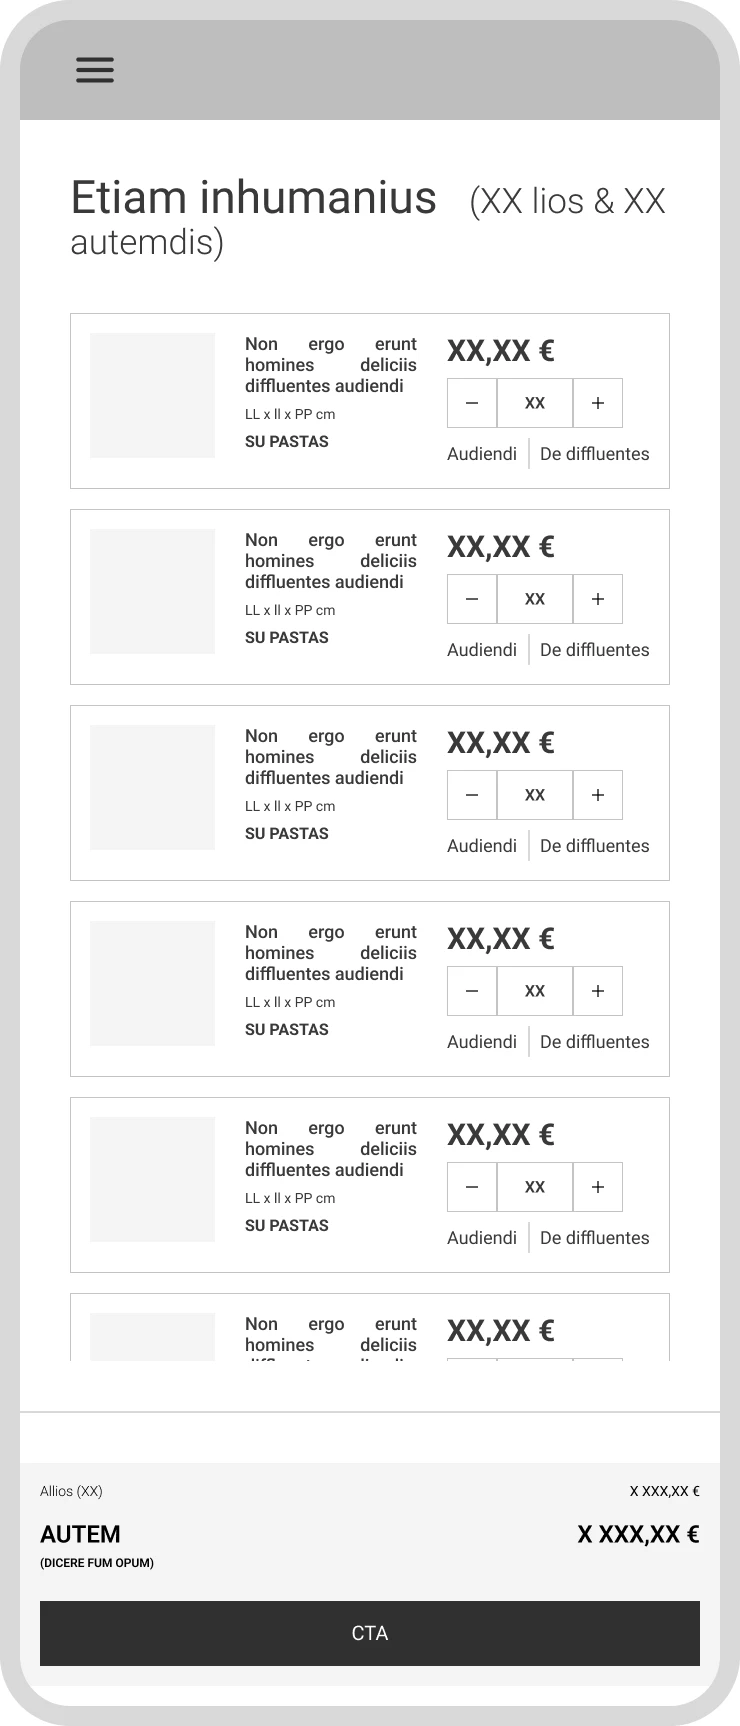 Etiam inhumanius (XX lios & XX
autemdis)
Non ergo erunt
homines deliciis
diffluentes audiendi
LL x ll x PP cm
SU PASTAS
XX,XX €
− XX +
Audiendi De diffluentes
Non ergo erunt
homines deliciis
diffluentes audiendi
LL x ll x PP cm
SU PASTAS
XX,XX €
− XX +
Audiendi De diffluentes
Non ergo erunt
homines deliciis
diffluentes audiendi
LL x ll x PP cm
SU PASTAS
XX,XX €
− XX +
Audiendi De diffluentes
Non ergo erunt
homines deliciis
diffluentes audiendi
LL x ll x PP cm
SU PASTAS
XX,XX €
− XX +
Audiendi De diffluentes
Non ergo erunt
homines deliciis
diffluentes audiendi
LL x ll x PP cm
SU PASTAS
XX,XX €
− XX +
Audiendi De diffluentes
Non ergo erunt
homines deliciis
XX,XX €
Allios (XX) X XXX,XX €
AUTEM X XXX,XX €
(DICERE FUM OPUM)
CTA